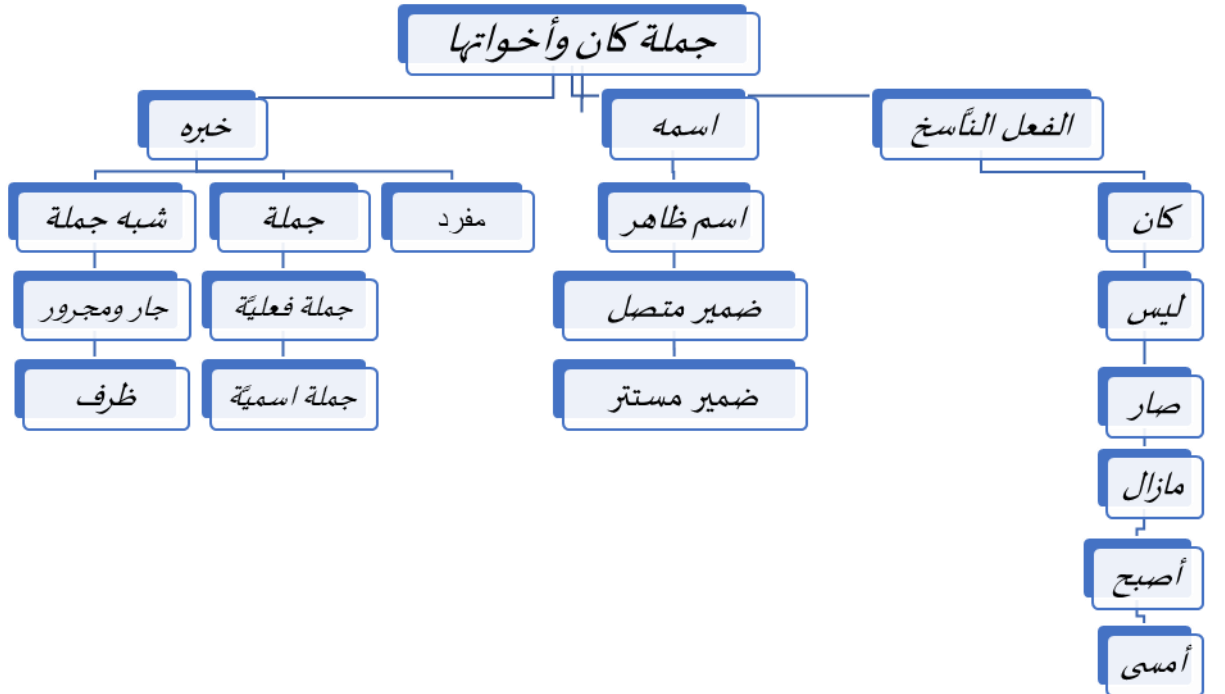 جملة كان وأخواتها
الفعل النَّاسخ
اسمه
خبره
كان
ليس
صار
مازال
أصبح
أمسى
اسم ظاهر
ضمير متصل
ضمير مستتر
مفرد
جملة
جملة فعليَّة
جملة اسميَّة
شبه جملة
جار ومجرور
ظرف